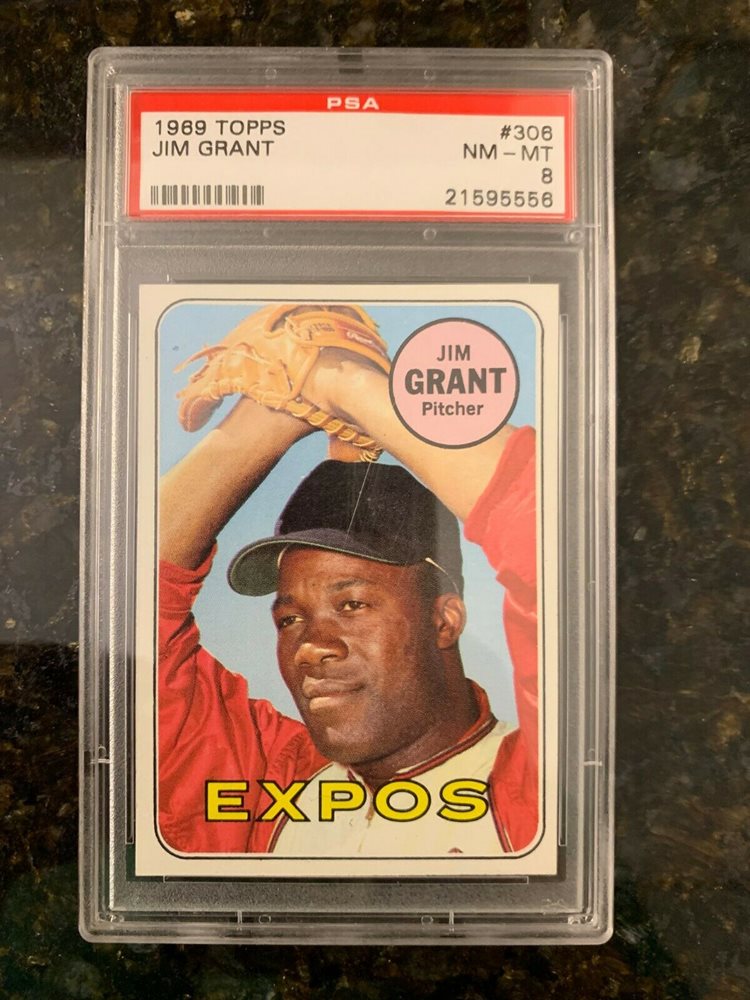 PSA
1969 TOPPS #306
JIM GRANT NM - MT
8
21595556
JIM
GRANT
Pitcher
EXPOS